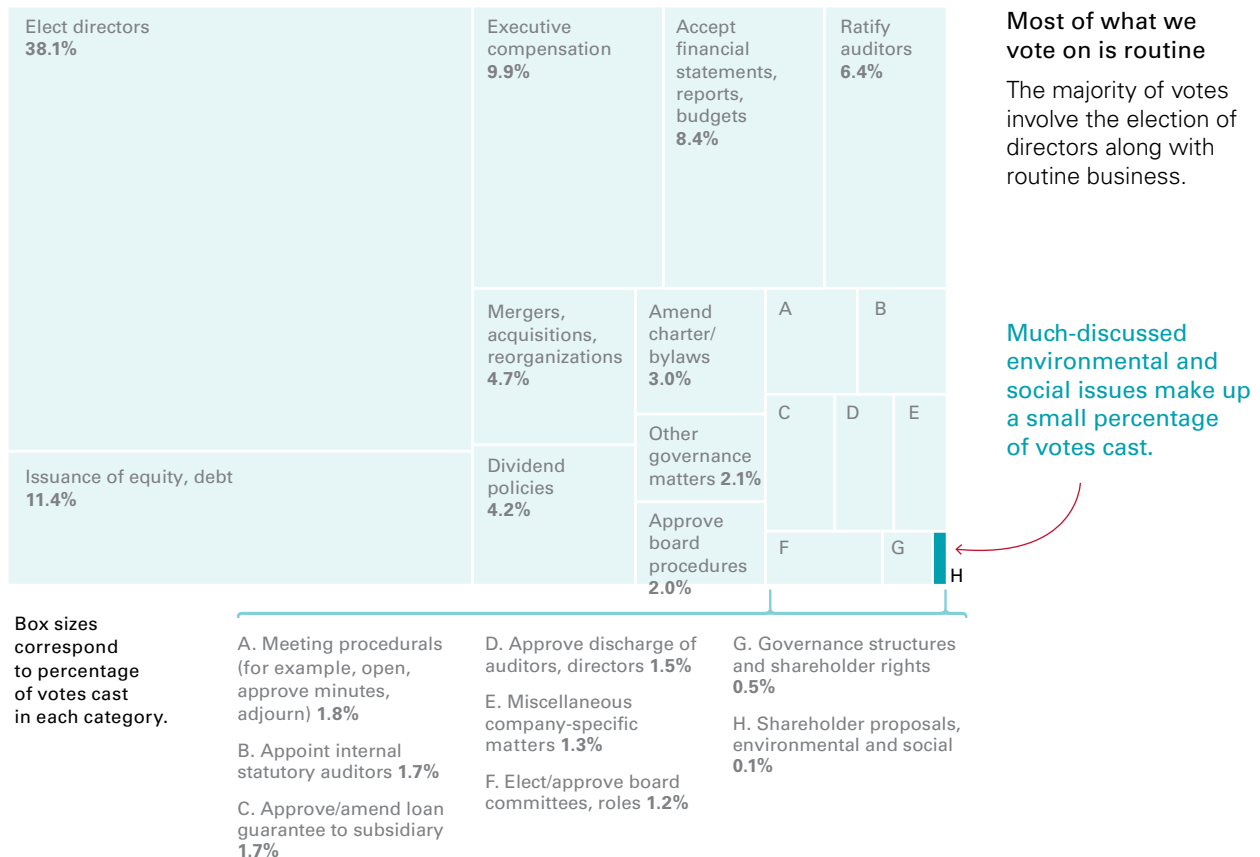 Elect directors
38.1%
Executive
compensation
9.9%
Accept
financial
statements,
reports,
budgets
8.4%
Ratify
auditors
6.4%
Most of what we
vote on is routine
The majority of votes
involve the election of
directors along with
routine business.
Mergers,
acquisitions,
reorganizations
4.7%
Amend
charter/
bylaws
3.0%
A
B
Much-discussed
environmental and
social issues make up
a small percentage
of votes cast.
C
D
E
Other
governance
matters 2.1%
Issuance of equity, debt
11.4%
Dividend
policies
4.2%
Approve
board
procedures
2.0%
F
G
H
Box sizes
correspond
to percentage
of votes cast
in each category.
A. Meeting procedurals
(for example, open,
approve minutes,
adjourn) 1.8%
B. Appoint internal
statutory auditors 1.7%
C. Approve/amend loan
guarantee to subsidiary
1.7%
D. Approve discharge of
auditors, directors 1.5%
E. Miscellaneous
company-specific
matters 1.3%
F. Elect/approve board
committees, roles 1.2%
G. Governance structures
and shareholder rights
0.5%
H. Shareholder proposals,
environmental and social
0.1%